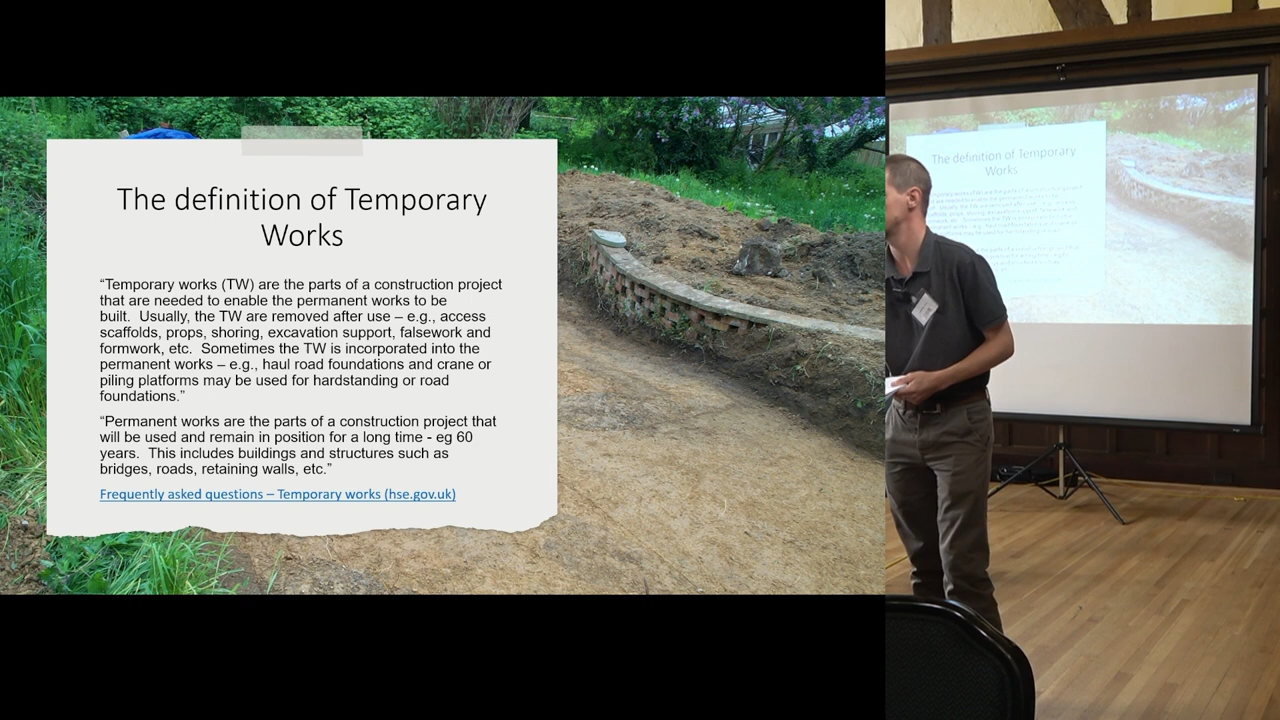 The definition of Temporary
Works
“Temporary works (TW) are the parts of a construction project
that are needed to enable the permanent works to be
built.  Usually, the TW are removed after use – e.g., access
scaffolds, props, shoring, excavation support, falsework and
formwork, etc.  Sometimes the TW is incorporated into the
permanent works – e.g., haul road foundations and crane or
piling platforms may be used for hardstanding or road
foundations.”
“Permanent works are the parts of a construction project that
will be used and remain in position for a long time - eg 60
years.  This includes buildings and structures such as
bridges, roads, retaining walls, etc.”
Frequently asked questions – Temporary works (hse.gov.uk)
The definition of Temporary
Works